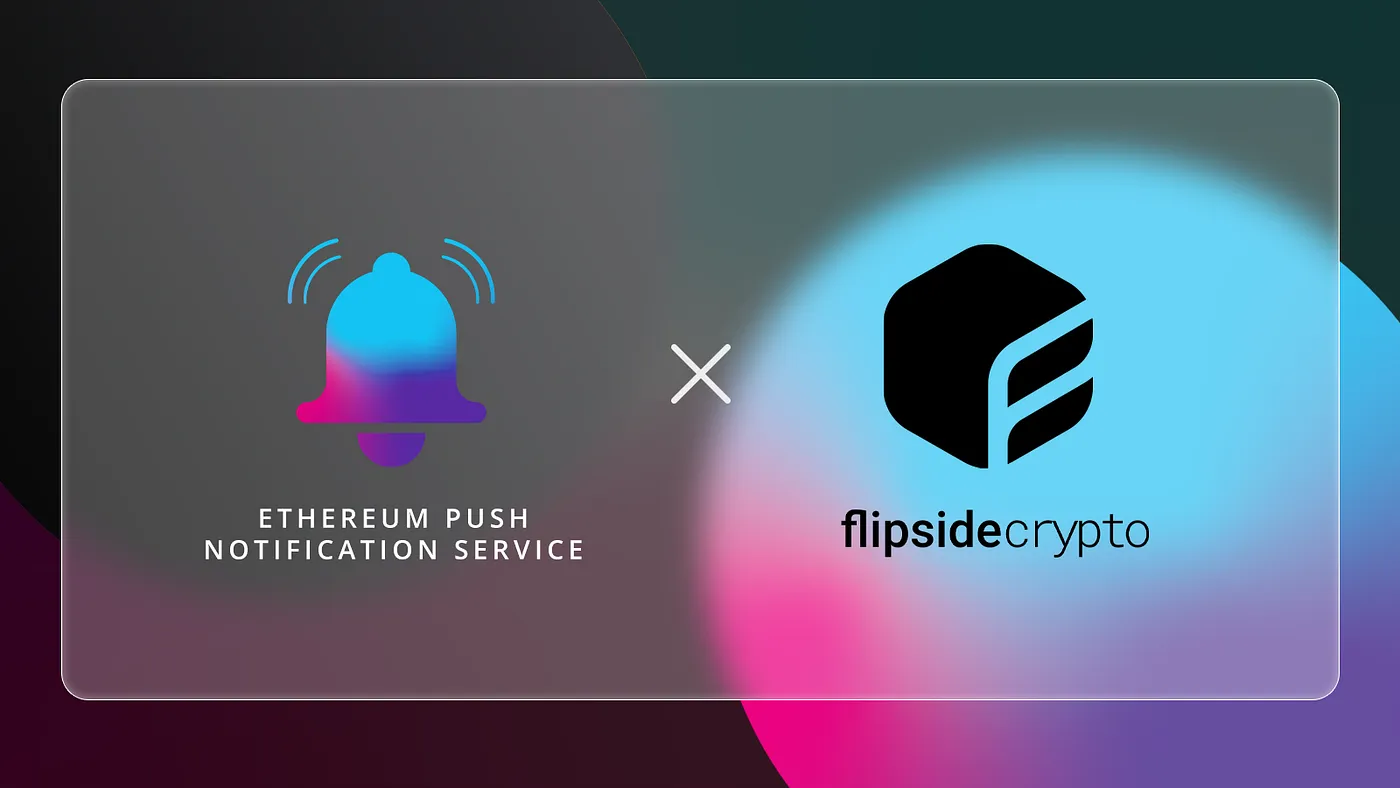 ETHEREUM PUSH
NOTIFICATION SERVICE
flipsidecrypto